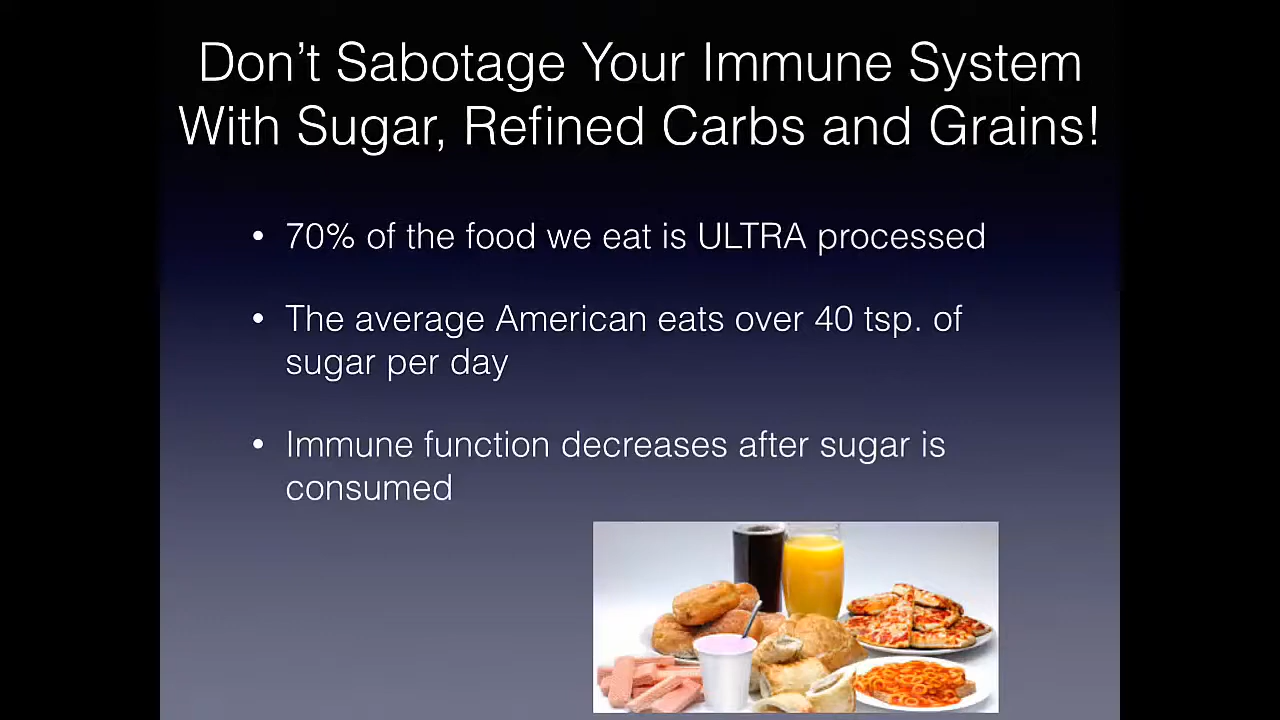 Don’t Sabotage Your Immune System
With Sugar, Refined Carbs and Grains!
• 70% of the food we eat is ULTRA processed
• The average American eats over 40 tsp. of
sugar per day
• Immune function decreases after sugar is
consumed